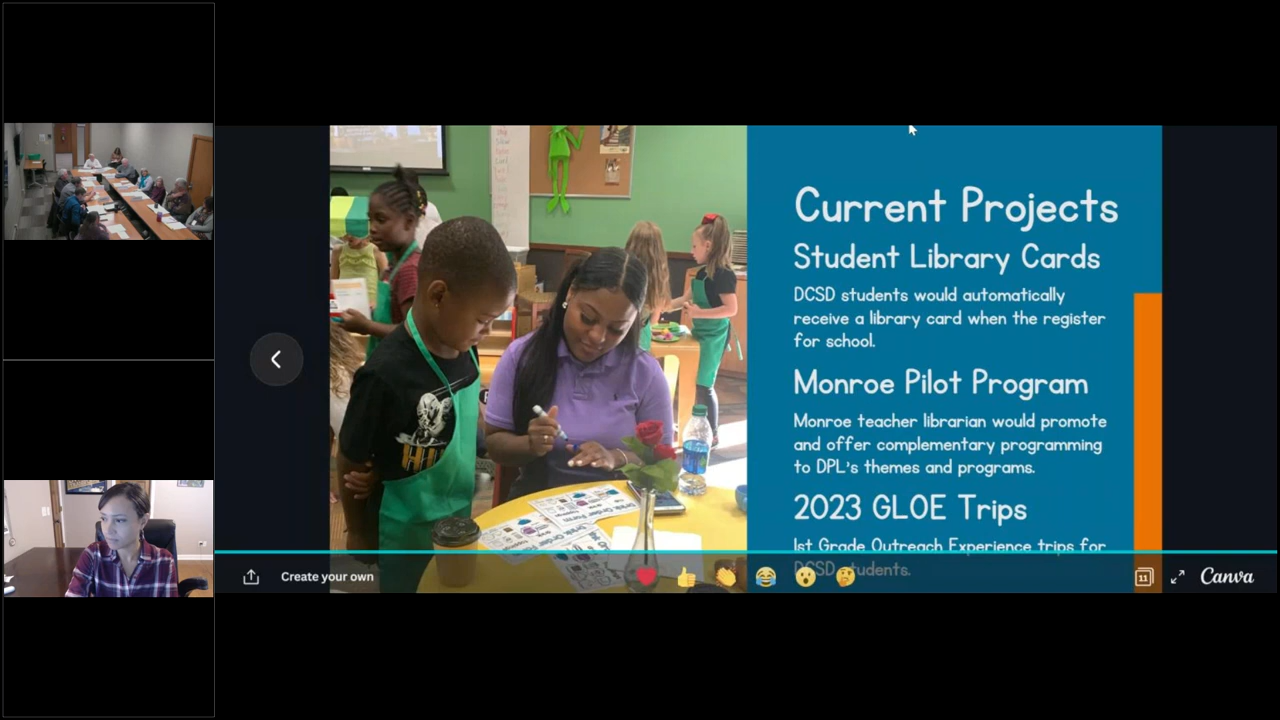 Current Projects
Student Library Cards
DCSD students would automatically
receive a library card when the register
for school.
Monroe Pilot Program
Monroe teacher librarian would promote
and offer complementary programming
to DPL's themes and programs.
2023 GLOE Trips
1st Grade Outreach Experience trips for
DCSD students.
Create your own
11
Canva